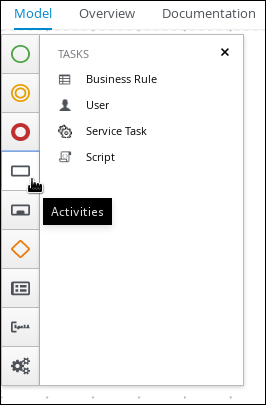 Model Overview Documentation
TASKS
Business Rule
User
Service Task
Script
Activities